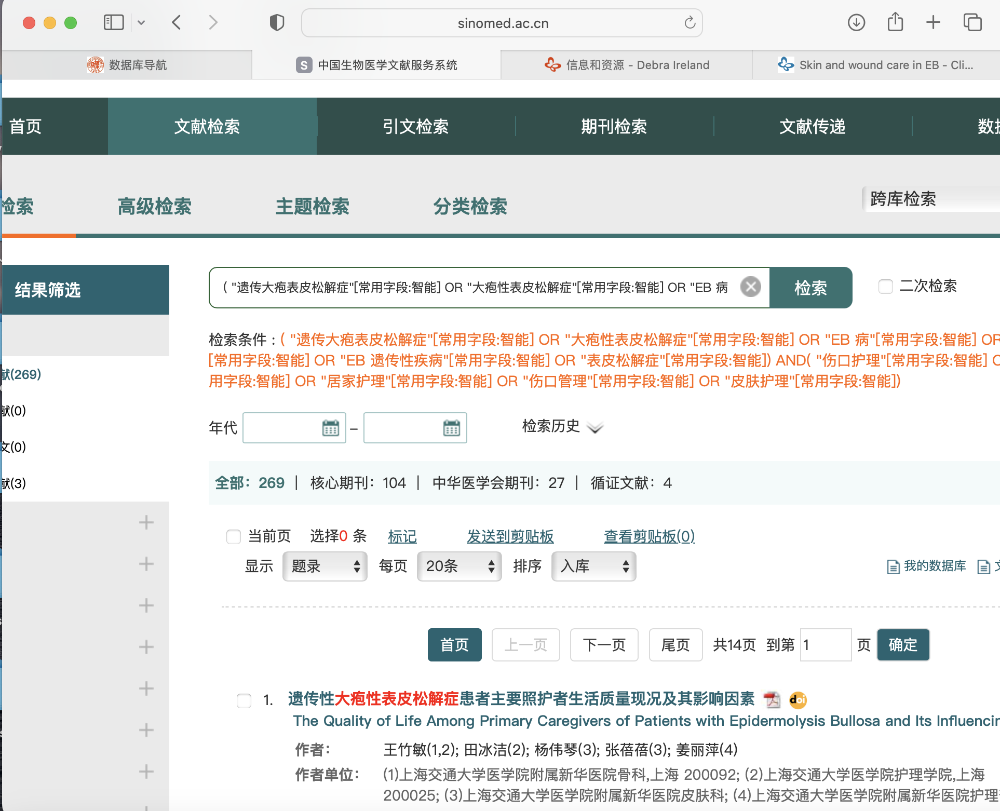 sinomed.ac.cn
数据库导航
S 中国生物医学文献服务系统
信息和资源 - Debra Ireland
Skin and wound care in EB - Cli...
首页 文献检索 引文检索 期刊检索 文献传递
检索 高级检索 主题检索 分类检索 跨库检索
结果筛选
( "遗传大疱表皮松解症"[常用字段:智能] OR "大疱性表皮松解症"[常用字段:智能] OR "EB 病
检索
二次检索
检索条件 : ( "遗传大疱表皮松解症"[常用字段:智能] OR "大疱性表皮松解症"[常用字段:智能] OR "EB 病"[常用字段:智能] OR
[常用字段:智能] OR "EB 遗传性疾病"[常用字段:智能] OR "表皮松解症"[常用字段:智能]) AND( "伤口护理"[常用字段:智能]
用字段:智能] OR "居家护理"[常用字段:智能] OR "伤口管理"[常用字段:智能] OR "皮肤护理"[常用字段:智能])
献(269)
献(0)
文(0)
献(3)
年代 – 检索历史
全部：269 | 核心期刊：104 | 中华医学会期刊：27 | 循证文献：4
当前页 选择0 条 标记 发送到剪贴板 查看剪贴板(0)
显示 题录 每页 20条 排序 入库
我的数据库
首页 上一页 下一页 尾页 共14页 到第 1 页 确定
1. 遗传性大疱性表皮松解症患者主要照护者生活质量现况及其影响因素 doi
The Quality of Life Among Primary Caregivers of Patients with Epidermolysis Bullosa and Its Influencin
作者： 王竹敏(1,2); 田冰洁(2); 杨伟琴(3); 张蓓蓓(3); 姜丽萍(4)
作者单位： (1)上海交通大学医学院附属新华医院骨科,上海 200092; (2)上海交通大学医学院护理学院,上海
200025; (3)上海交通大学医学院附属新华医院皮肤科; (4)上海交通大学医学院附属新华医院护理